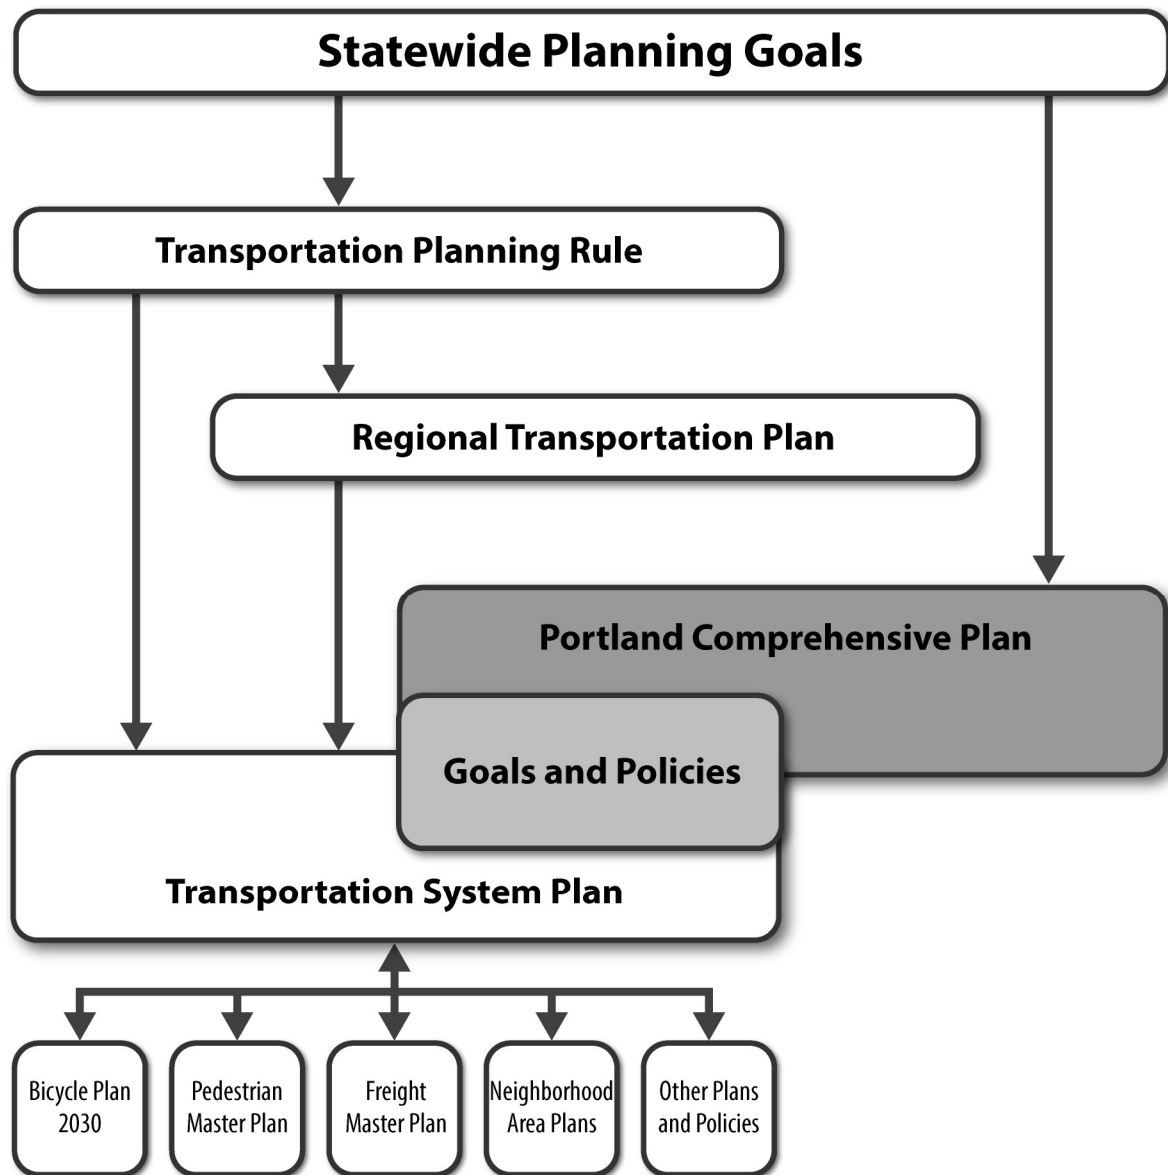 Statewide Planning Goals
Transportation Planning Rule
Regional Transportation Plan
Portland Comprehensive Plan
Goals and Policies
Transportation System Plan
Bicycle Plan
2030
Pedestrian
Master Plan
Freight
Master Plan
Neighborhood
Area Plans
Other Plans
and Policies